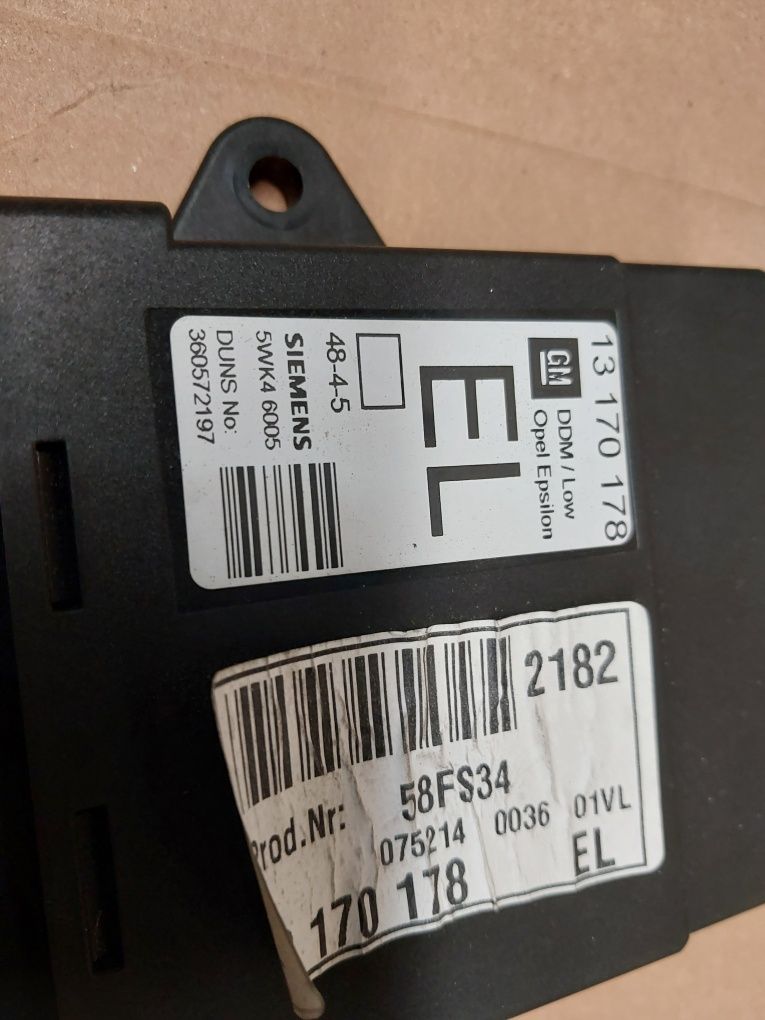 13 170 178
GM
DDM / Low
Opel Epsilon
EL
48-4-5
SIEMENS
5WK4 6005
DUNS No:
360572197
2182
58FS34
Prod.Nr:
075214 0036 01VL
170 178 EL